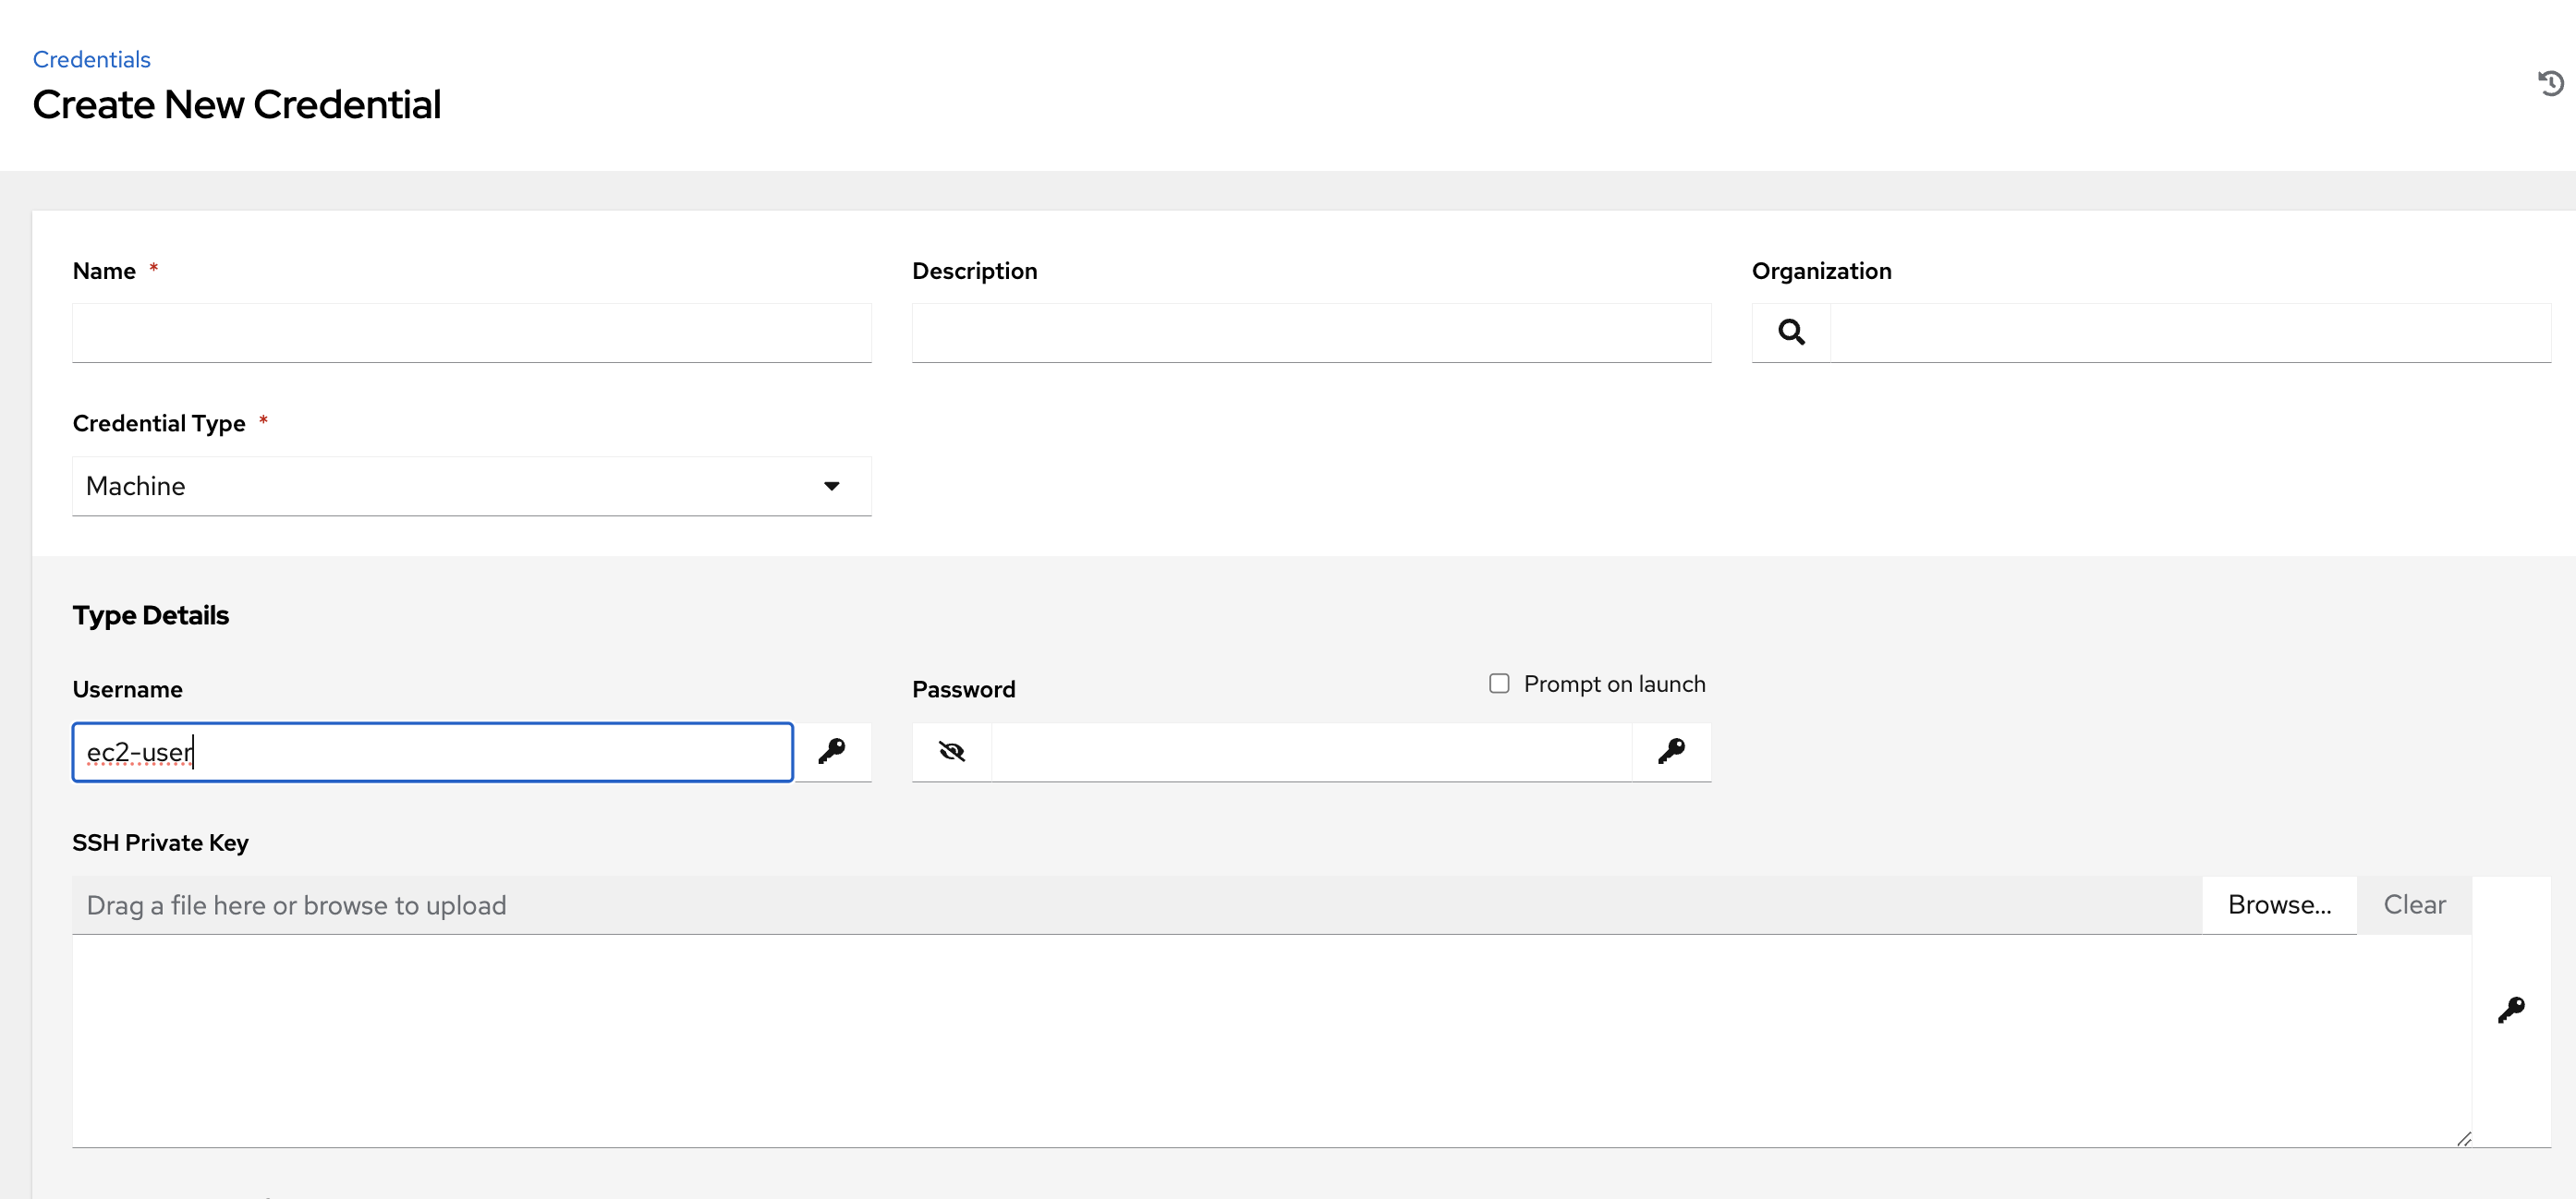 Credentials
Create New Credential
Name *
Description
Organization
Credential Type *
Machine
Type Details
Username
Password
Prompt on launch
ec2-user
SSH Private Key
Drag a file here or browse to upload
Browse...
Clear